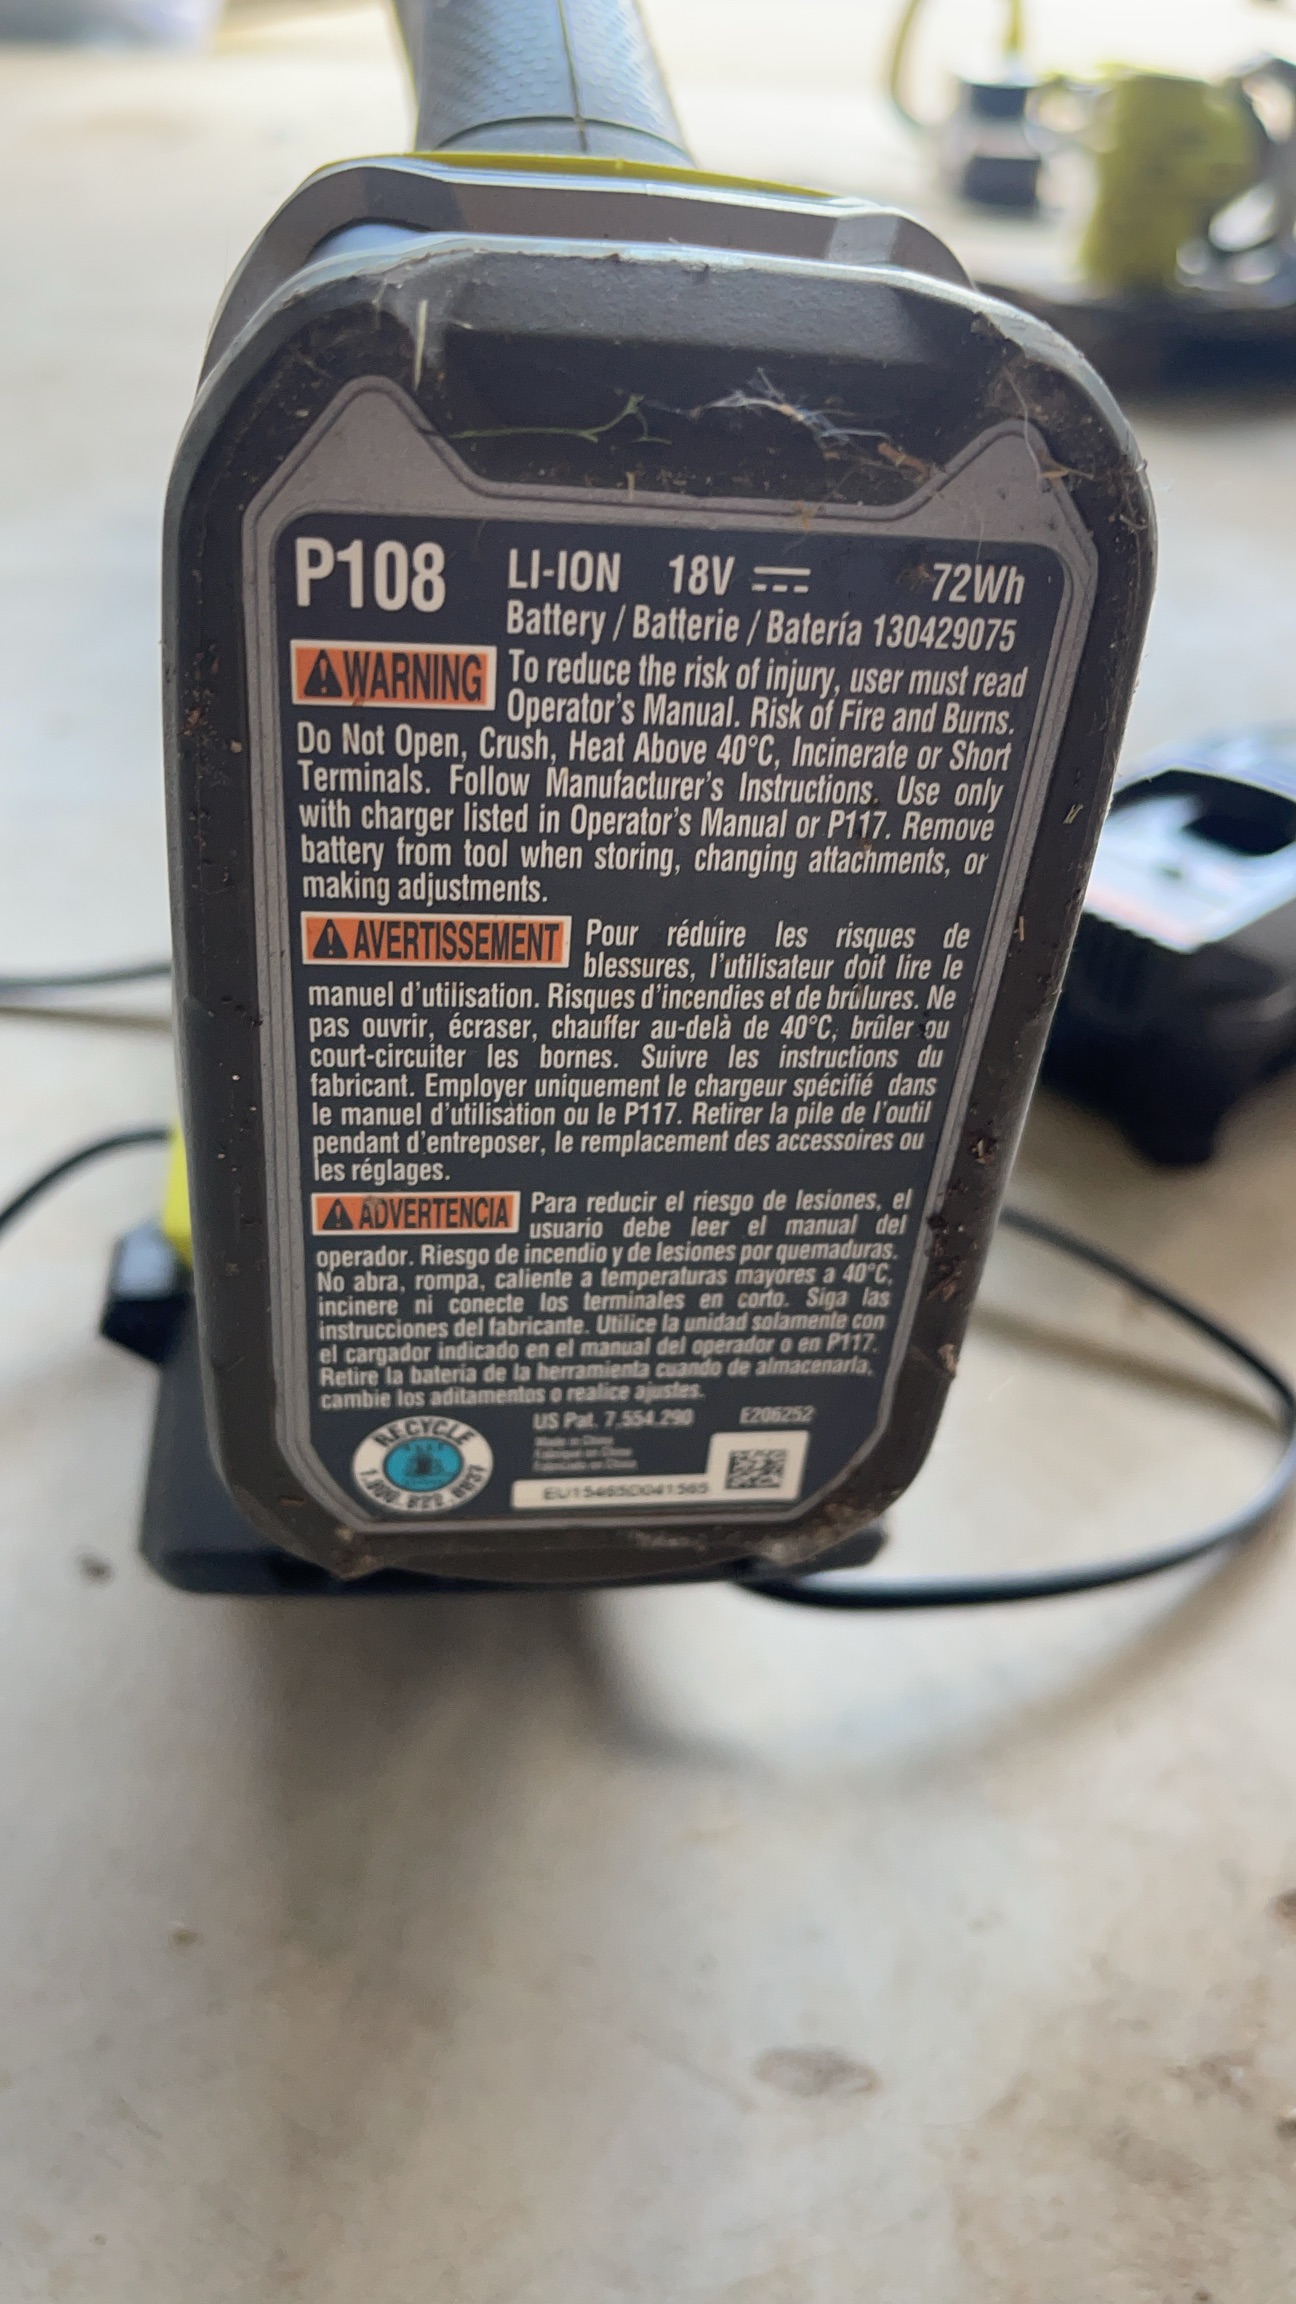 P108 LI-ION 18V 72Wh
Battery / Batterie / Batería 130429075
WARNING To reduce the risk of injury, user must read
Operator's Manual. Risk of Fire and Burns.
Do Not Open, Crush, Heat Above 40°C, Incinerate or Short
Terminals. Follow Manufacturer's Instructions. Use only
with charger listed in Operator's Manual or P117. Remove
battery from tool when storing, changing attachments, or
making adjustments.
AVERTISSEMENT Pour réduire les risques de
blessures, l'utilisateur doit lire le
manuel d'utilisation. Risques d'incendies et de brûlures. Ne
pas ouvrir, écraser, chauffer au-delà de 40°C, brûler ou
court-circuiter les bornes. Suivre les instructions du
fabricant. Employer uniquement le chargeur spécifié dans
le manuel d'utilisation ou le P117. Retirer la pile de l'outil
pendant d'entreposer, le remplacement des accessoires ou
les réglages.
ADVERTENCIA Para reducir el riesgo de lesiones, el
usuario debe leer el manual del
operador. Riesgo de incendio y de lesiones por quemaduras.
No abra, rompa, caliente a temperaturas mayores a 40°C,
incinere ni conecte los terminales en corto. Siga las
instrucciones del fabricante. Utilice la unidad solamente con
el cargador indicado en el manual del operador o en P117.
Retire la batería de la herramienta cuando de almacenarla,
cambie los aditamentos o realice ajustes.
US Pat. 7,554,290 E206252
RECYCLE
Made in China
Fabriqué en Chine
Fabricado en China